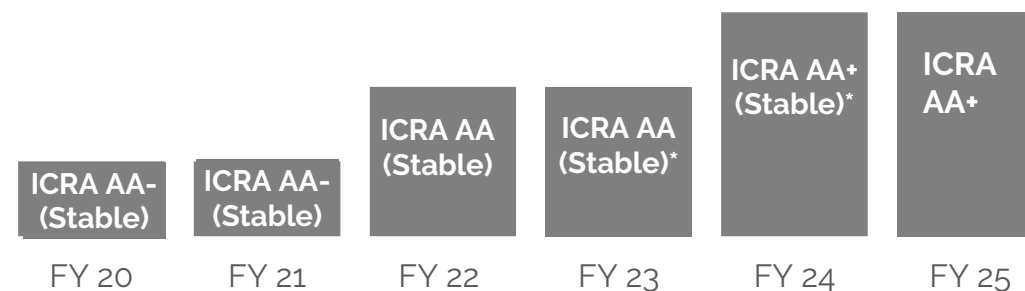 ICRA AA-
(Stable)
ICRA AA-
(Stable)
ICRA AA
(Stable)
ICRA AA
(Stable)*
ICRA AA+
(Stable)*
ICRA
AA+
FY 20
FY 21
FY 22
FY 23
FY 24
FY 25